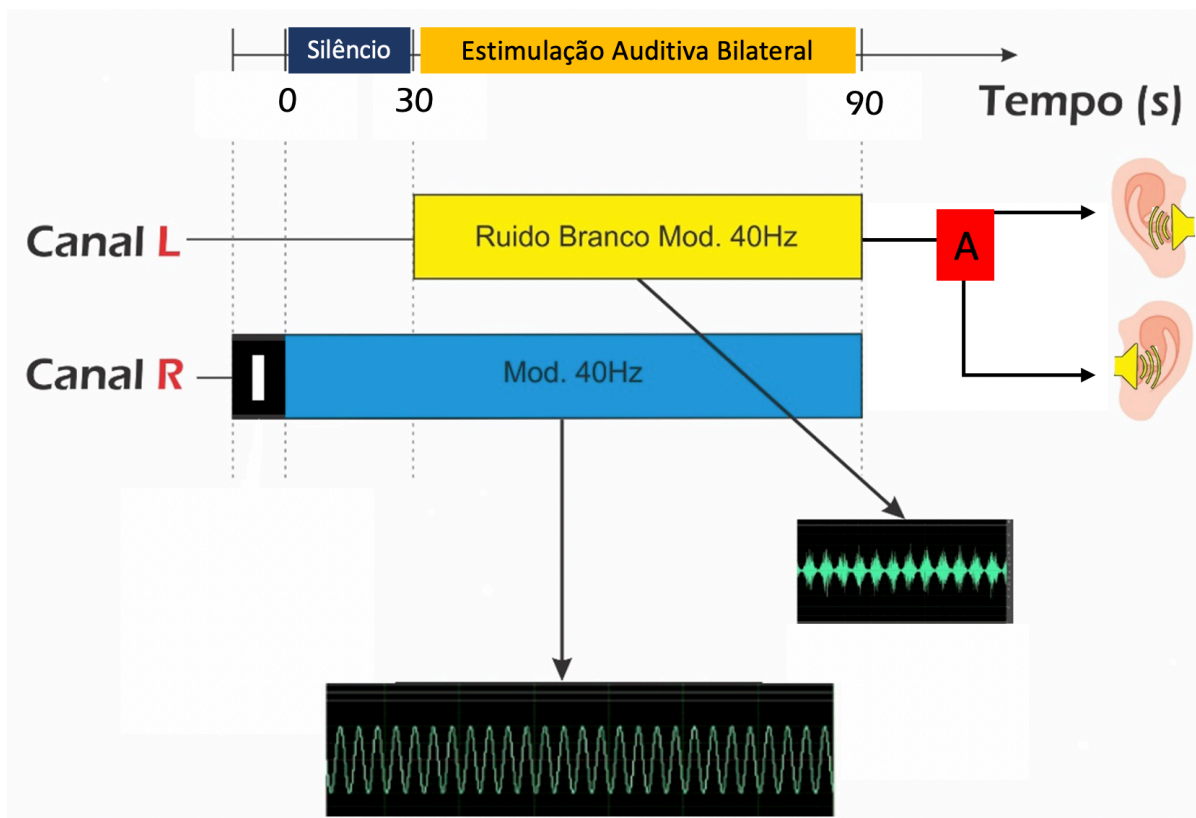 Silêncio
Estimulação Auditiva Bilateral
0
30
90
Tempo (s)
Canal L
Ruido Branco Mod. 40Hz
A
Canal R
Mod. 40Hz